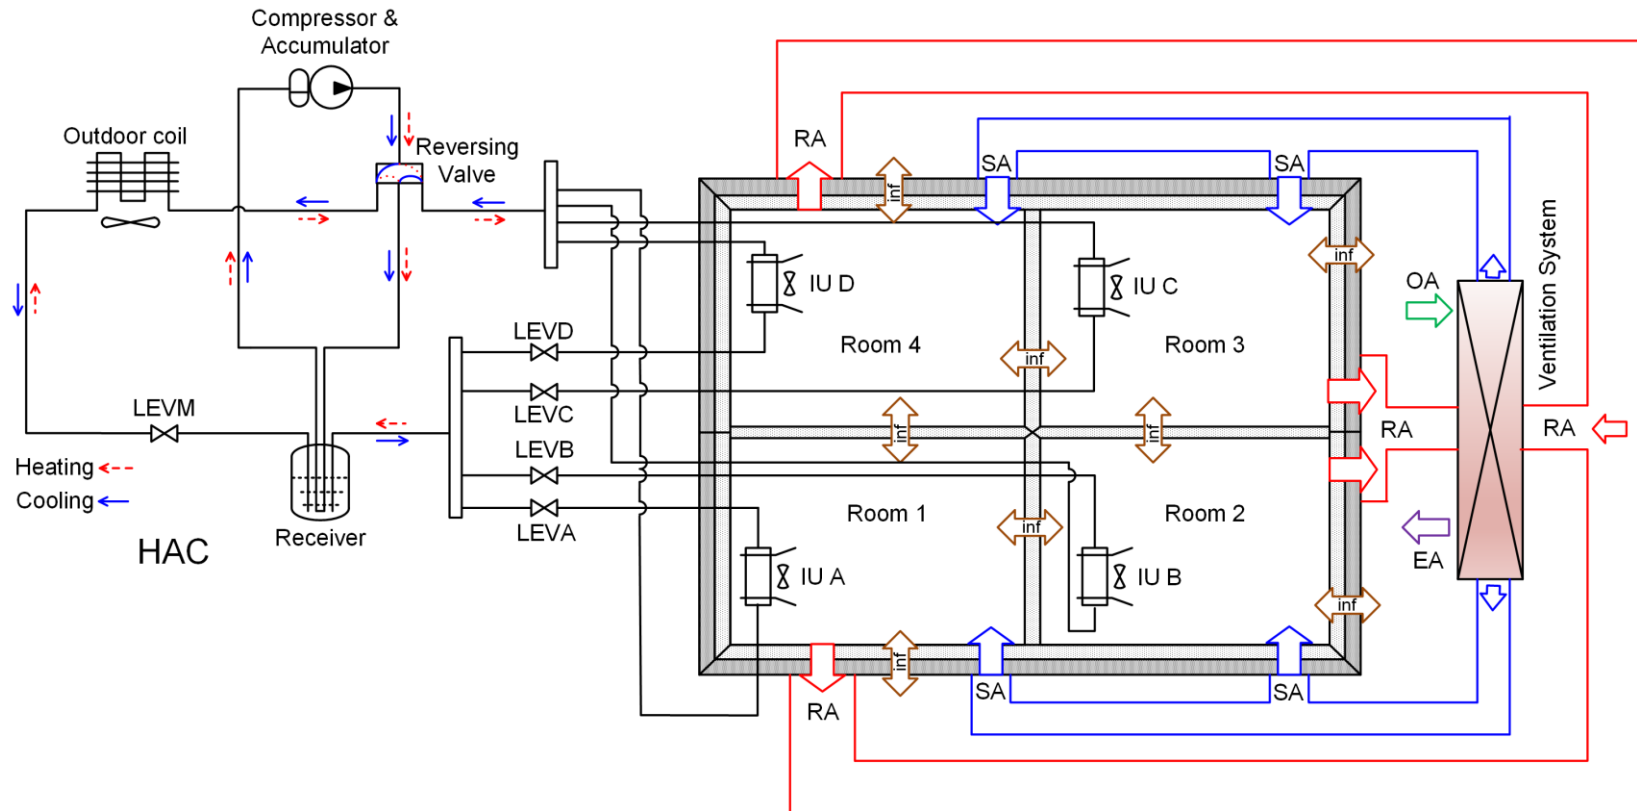 Compressor &
Accumulator
Outdoor coil
Reversing
Valve
RA
inf
SA
SA
inf
Ventilation System
IU D
IU C
OA
LEVD
Room 4
inf
Room 3
LEVM
LEVC
inf
inf
RA
RA
LEVB
Heating
Cooling
Room 1
Room 2
inf
Receiver
LEVA
HAC
EA
IU A
IU B
inf
inf
SA
SA
RA